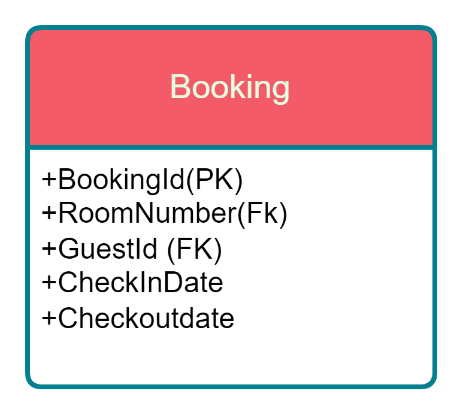 Booking
+BookingId(PK)
+RoomNumber(Fk)
+GuestId (FK)
+CheckInDate
+Checkoutdate